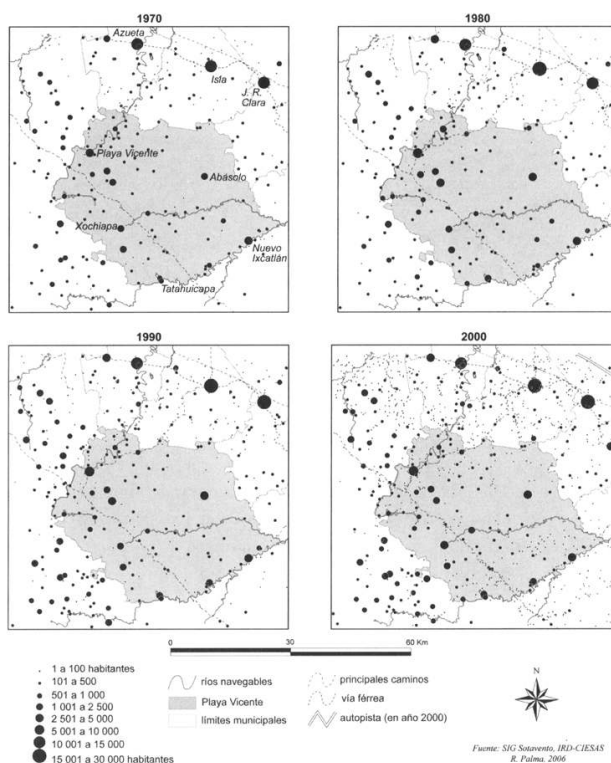 1970
Azueta
Isla
J. R.
Clara
Playa Vicente
Abasolo
Xochiapa
Nuevo
Ixcatlán
Tatahuicapa
1980
1990
2000
0 30 60 Km
1 a 100 habitantes
101 a 500
501 a 1 000
1 001 a 2 500
2 501 a 5 000
5 001 a 10 000
10 001 a 15 000
15 001 a 30 000 habitantes
ríos navegables
Playa Vicente
límites municipales
principales caminos
vía férrea
autopista (en año 2000)
N
Fuente: SIG Sotavento, IRD-CIESAS
R. Palma, 2006